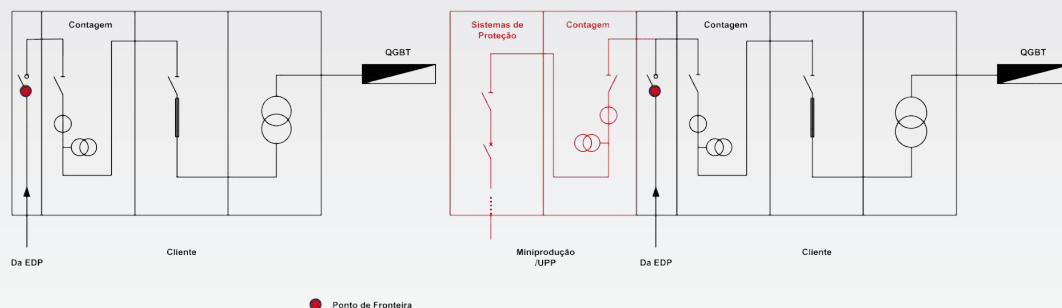 Contagem
QGBT
Da EDP
Cliente
Sistemas de
Proteção
Contagem
Contagem
QGBT
Miniprodução
/UPP
Da EDP
Cliente
Ponto de Fronteira